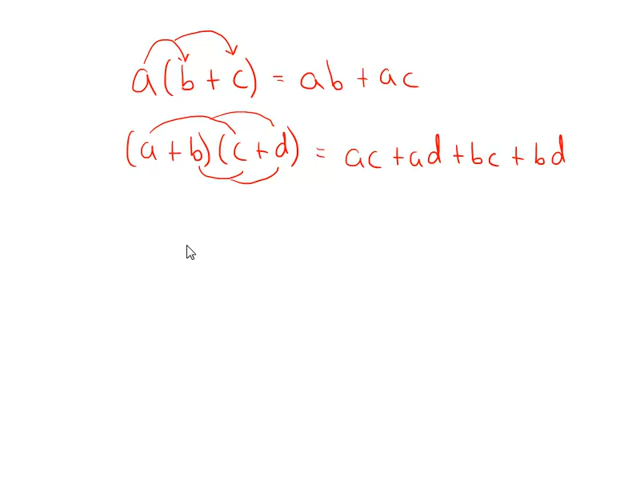 a(b + c) = ab + ac
(a + b)(c + d) = ac + ad + bc + bd